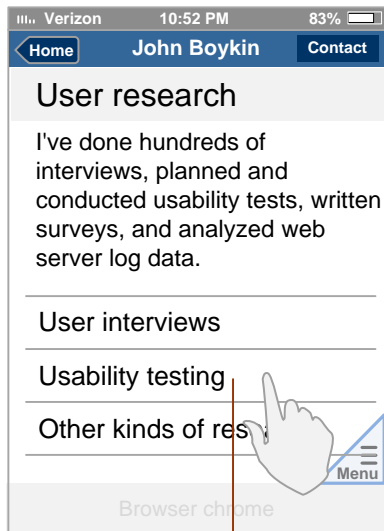 Verizon 10:52 PM 83%
Home John Boykin Contact
User research
I've done hundreds of
interviews, planned and
conducted usability tests, written
surveys, and analyzed web
server log data.
User interviews
Usability testing
Other kinds of
Menu
Browser chrome